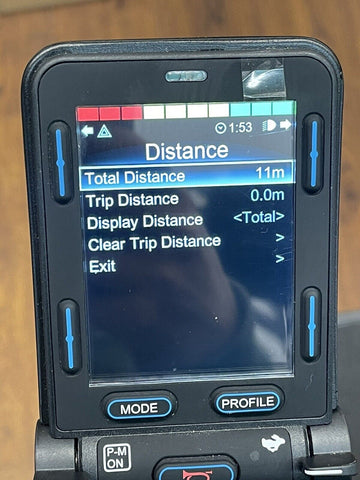 1:53
Distance
Total Distance 11m
Trip Distance 0.0m
Display Distance <Total>
Clear Trip Distance >
Exit >
MODE PROFILE
P-M
ON